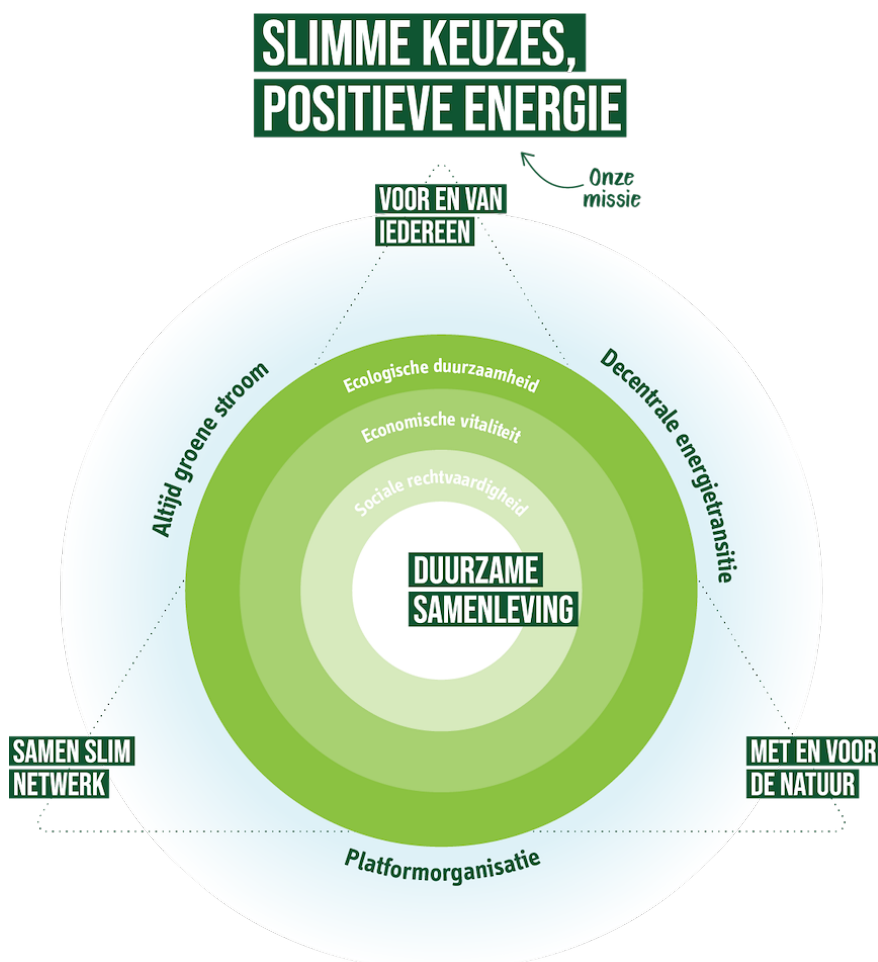 SLIMME KEUZES,
POSITIEVE ENERGIE
Onze
missie
VOOR EN VAN
IEDEREEN
Altijd groene stroom
Decentrale energietransitie
Ecologische duurzaamheid
Economische vitaliteit
Sociale rechtvaardigheid
DUURZAME
SAMENLEVING
SAMEN SLIM
NETWERK
MET EN VOOR
DE NATUUR
Platformorganisatie